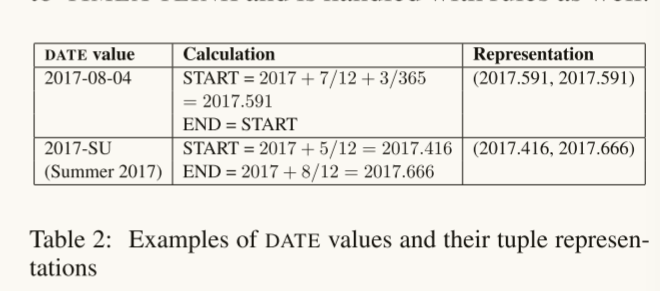 DATE value Calculation Representation
2017-08-04 START = 2017 + 7/12 + 3/365 (2017.591, 2017.591)
= 2017.591
END = START
2017-SU START = 2017 + 5/12 = 2017.416 (2017.416, 2017.666)
(Summer 2017) END = 2017 + 8/12 = 2017.666
Table 2: Examples of DATE values and their tuple represen-
tations